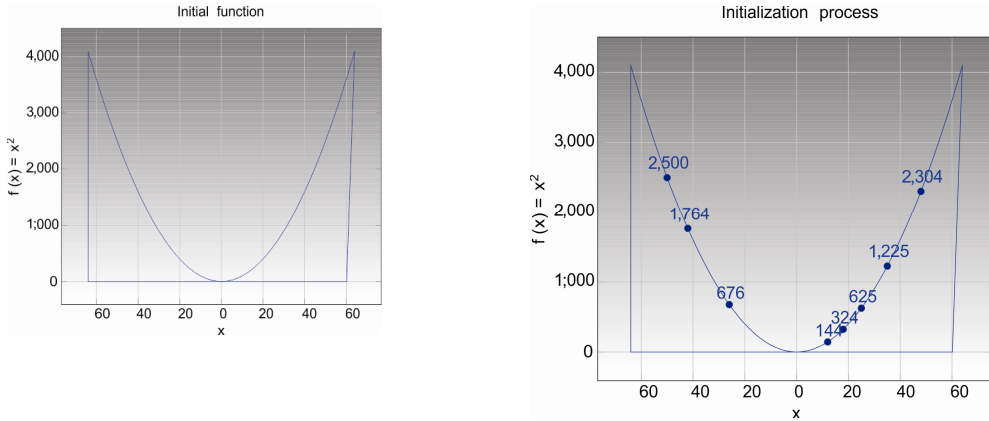 Initial function
4,000
3,000
2,000
1;000
0
f (x) = x²
60 40 20 0 20 40 60
x
Initialization process
4,000
3,000
2,000
1;000
0
f (x) = x²
2,500
1,764
676
144
324
625
1,225
2,304
60 40 20 0 20 40 60
x